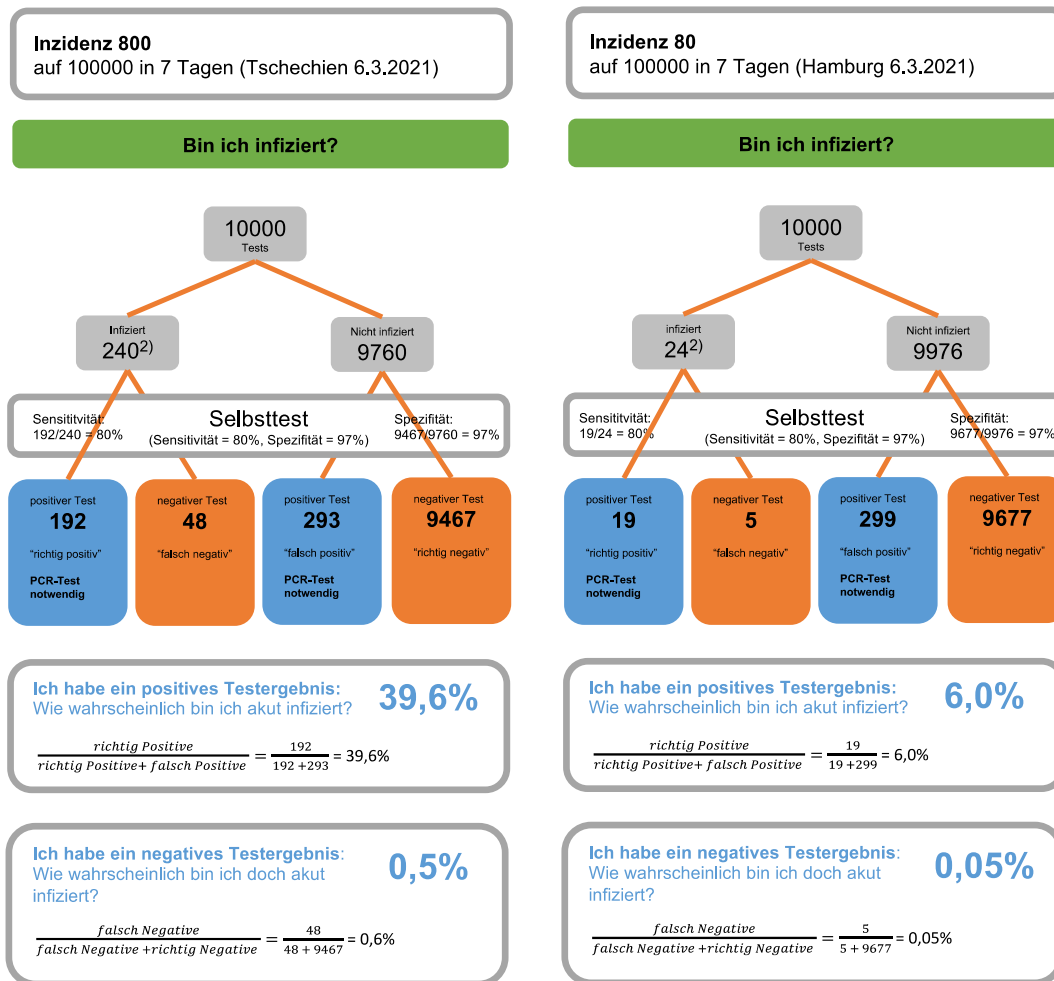 Inzidenz 800
auf 100000 in 7 Tagen (Tschechien 6.3.2021)
Bin ich infiziert?
10000
Tests
Infiziert
240²⁾
Nicht infiziert
9760
Sensititvität:
192/240 = 80%
Selbsttest
(Sensitivität = 80%, Spezifität = 97%)
Spezifität:
9467/9760 = 97%
positiver Test
192
“richtig positiv”
PCR-Test
notwendig
negativer Test
48
“falsch negativ”
positiver Test
293
“falsch positiv”
PCR-Test
notwendig
negativer Test
9467
“richtig negativ”
Ich habe ein positives Testergebnis:
Wie wahrscheinlich bin ich akut infiziert?
39,6%
richtig Positive
richtig Positive+ falsch Positive
=
192
192 +293
= 39,6%
Ich habe ein negatives Testergebnis:
Wie wahrscheinlich bin ich doch akut
infiziert?
0,5%
falsch Negative
falsch Negative +richtig Negative
=
48
48 + 9467
= 0,6%
Inzidenz 80
auf 100000 in 7 Tagen (Hamburg 6.3.2021)
Bin ich infiziert?
10000
Tests
infiziert
24²⁾
Nicht infiziert
9976
Sensititvität:
19/24 = 80%
Selbsttest
(Sensitivität = 80%, Spezifität = 97%)
Spezifität:
9677/9976 = 97%
positiver Test
19
“richtig positiv”
PCR-Test
notwendig
negativer Test
5
“falsch negativ”
positiver Test
299
“falsch positiv”
PCR-Test
notwendig
negativer Test
9677
“richtig negativ”
Ich habe ein positives Testergebnis:
Wie wahrscheinlich bin ich akut infiziert?
6,0%
richtig Positive
richtig Positive+ falsch Positive
=
19
19 +299
= 6,0%
Ich habe ein negatives Testergebnis:
Wie wahrscheinlich bin ich doch akut
infiziert?
0,05%
falsch Negative
falsch Negative +richtig Negative
=
5
5 + 9677
= 0,05%